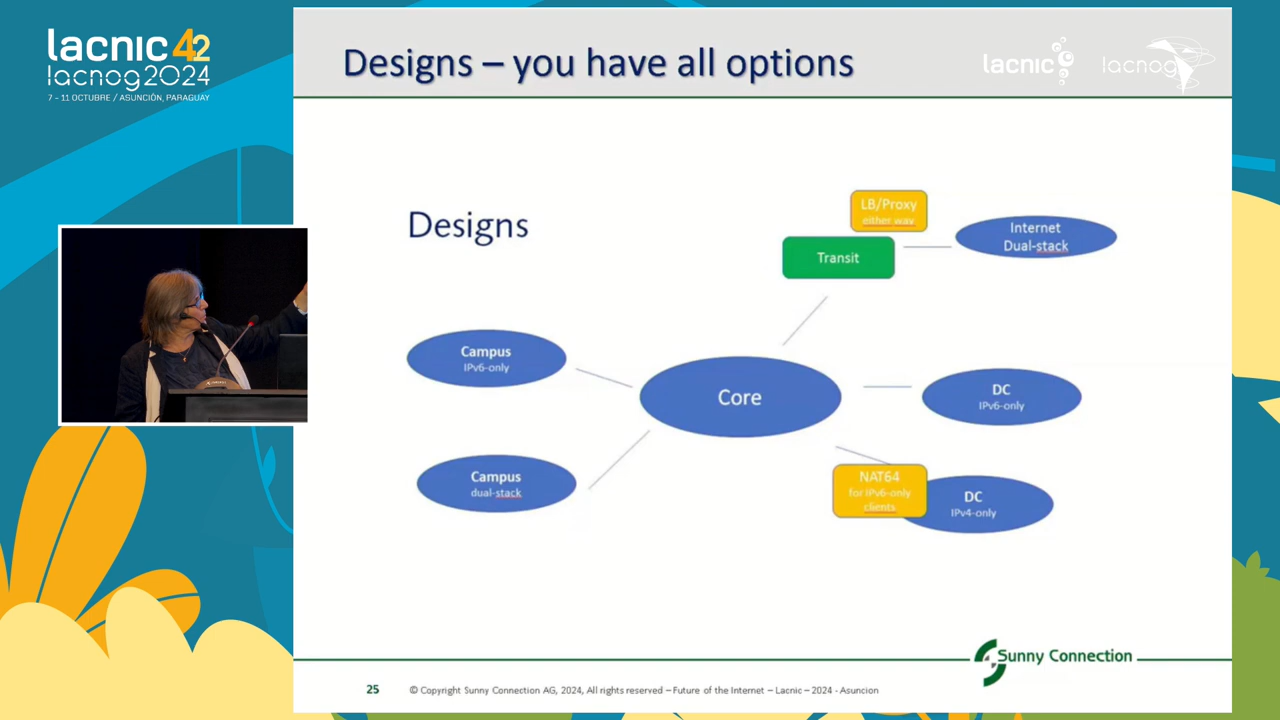 lacnic 42
lacnog2024
7 - 11 OCTUBRE / ASUNCIÓN, PARAGUAY
Designs – you have all options
lacnic
lacnog
Designs
LB/Proxy
either way
Transit
Internet
Dual-stack
Campus
IPv6-only
Core
DC
IPv6-only
Campus
dual-stack
NAT64
for IPv6-only
clients
DC
IPv4-only
Sunny Connection
25
© Copyright Sunny Connection AG, 2024, All rights reserved – Future of the Internet – Lacnic – 2024 - Asuncion